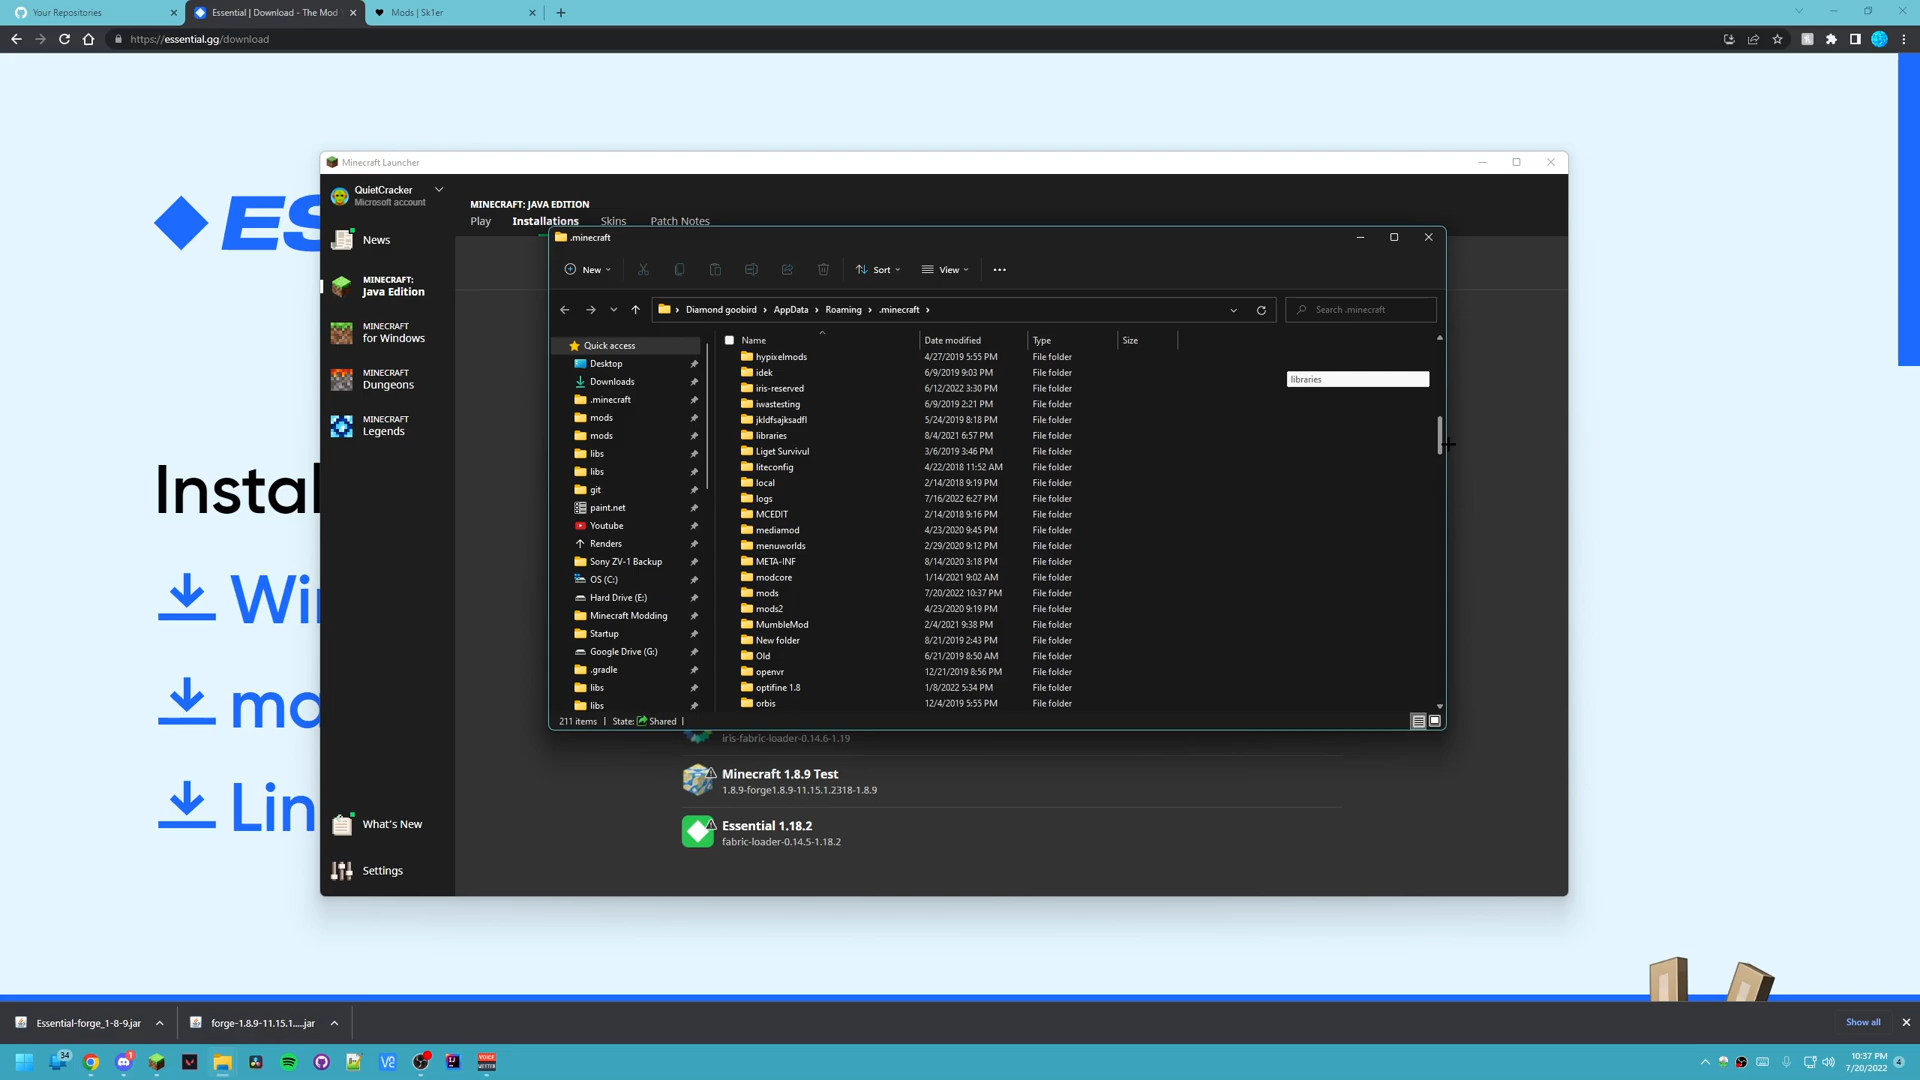 Your Repositories
Essential | Download - The Mod
Mods | Sk1er
https://essential.gg/download
ES
Minecraft Launcher
QuietCracker
Microsoft account
News
MINECRAFT:
Java Edition
MINECRAFT
for Windows
MINECRAFT
Dungeons
MINECRAFT
Legends
What's New
Settings
MINECRAFT: JAVA EDITION
Play Installations Skins Patch Notes
.minecraft
New Sort View
Diamond goobird > AppData > Roaming > .minecraft >
Search .minecraft
Quick access
Desktop
Downloads
.minecraft
mods
mods
libs
libs
git
paint.net
Youtube
Renders
Sony ZV-1 Backup
OS (C:)
Hard Drive (E:)
Minecraft Modding
Startup
Google Drive (G:)
.gradle
libs
libs
Name Date modified Type Size
hypixelmods 4/27/2019 5:55 PM File folder
idek 6/9/2019 9:03 PM File folder
iris-reserved 6/12/2022 3:30 PM File folder
iwastesting 6/9/2019 2:21 PM File folder
jkldfsajksadfl 5/24/2019 8:18 PM File folder
libraries 8/4/2021 6:57 PM File folder
Liget Survivul 3/6/2019 3:46 PM File folder
liteconfig 4/22/2018 11:52 AM File folder
local 2/14/2018 9:19 PM File folder
logs 7/16/2022 6:27 PM File folder
MCEDIT 2/14/2018 9:16 PM File folder
mediamod 4/23/2020 9:45 PM File folder
menuworlds 2/29/2020 9:12 PM File folder
META-INF 8/14/2020 3:18 PM File folder
modcore 1/14/2021 9:02 AM File folder
mods 7/20/2022 10:37 PM File folder
mods2 4/23/2020 9:19 PM File folder
MumbleMod 2/4/2021 9:38 PM File folder
New folder 8/21/2019 2:43 PM File folder
Old 6/21/2019 8:50 AM File folder
openvr 12/21/2019 8:56 PM File folder
optifine 1.8 1/8/2022 5:34 PM File folder
orbis 12/4/2019 5:55 PM File folder
libraries
211 items | State: Shared |
iris-fabric-loader-0.14.6-1.19
Minecraft 1.8.9 Test
1.8.9-forge1.8.9-11.15.1.2318-1.8.9
Essential 1.18.2
fabric-loader-0.14.5-1.18.2
Instal
Wi
ma
Lin
Essential-forge_1-8-9.jar
forge-1.8.9-11.15.1.....jar
Show all
34
1
10:37 PM
7/20/2022
4